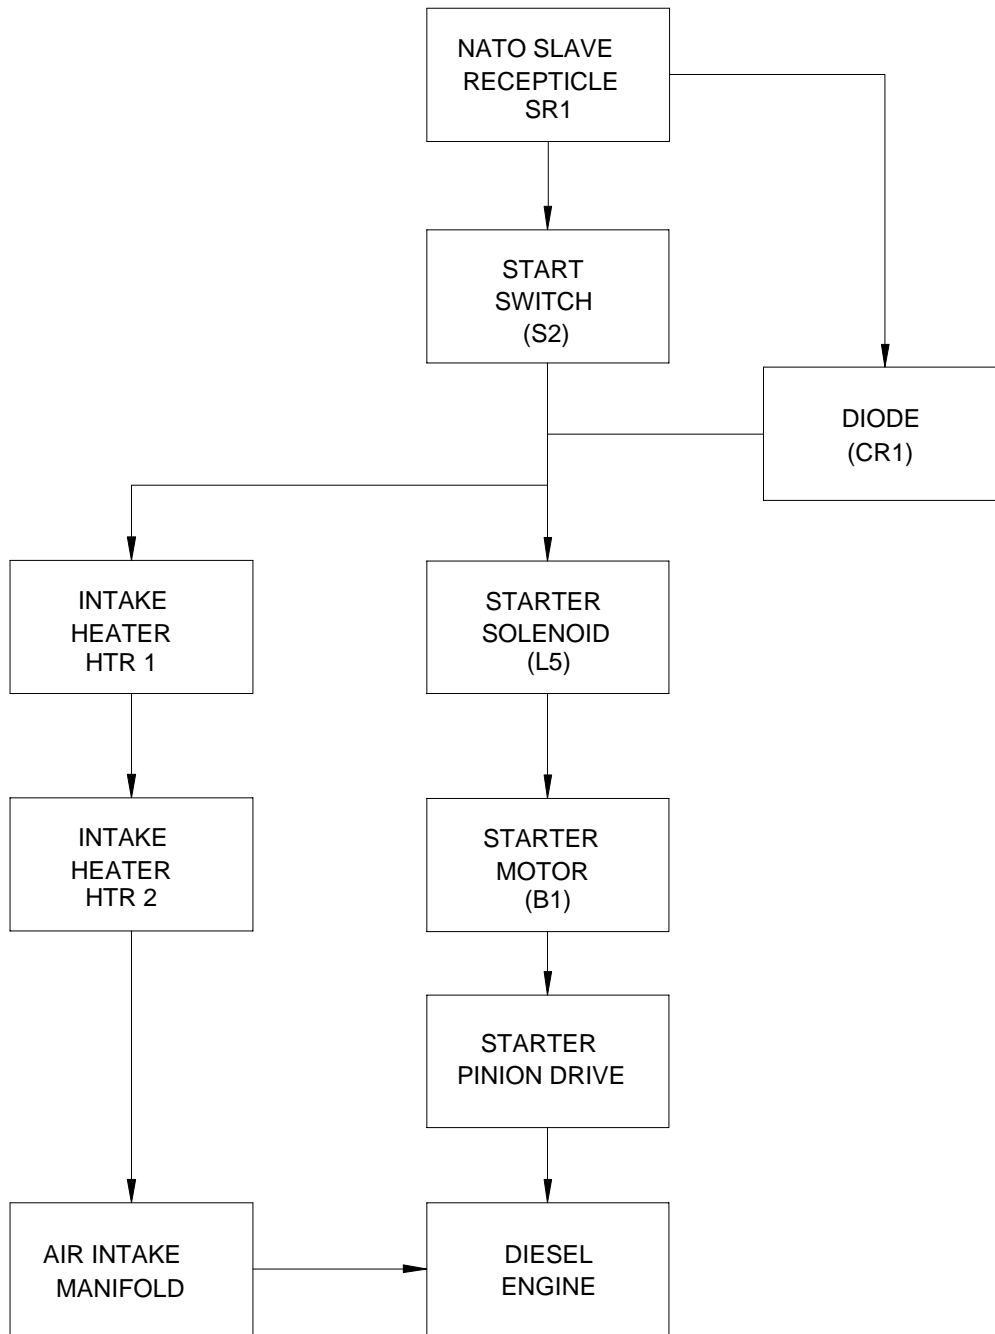 NATO SLAVE
RECEPTICLE
SR1
START
SWITCH
(S2)
DIODE
(CR1)
INTAKE
HEATER
HTR 1
STARTER
SOLENOID
(L5)
INTAKE
HEATER
HTR 2
STARTER
MOTOR
(B1)
STARTER
PINION DRIVE
AIR INTAKE
MANIFOLD
DIESEL
ENGINE